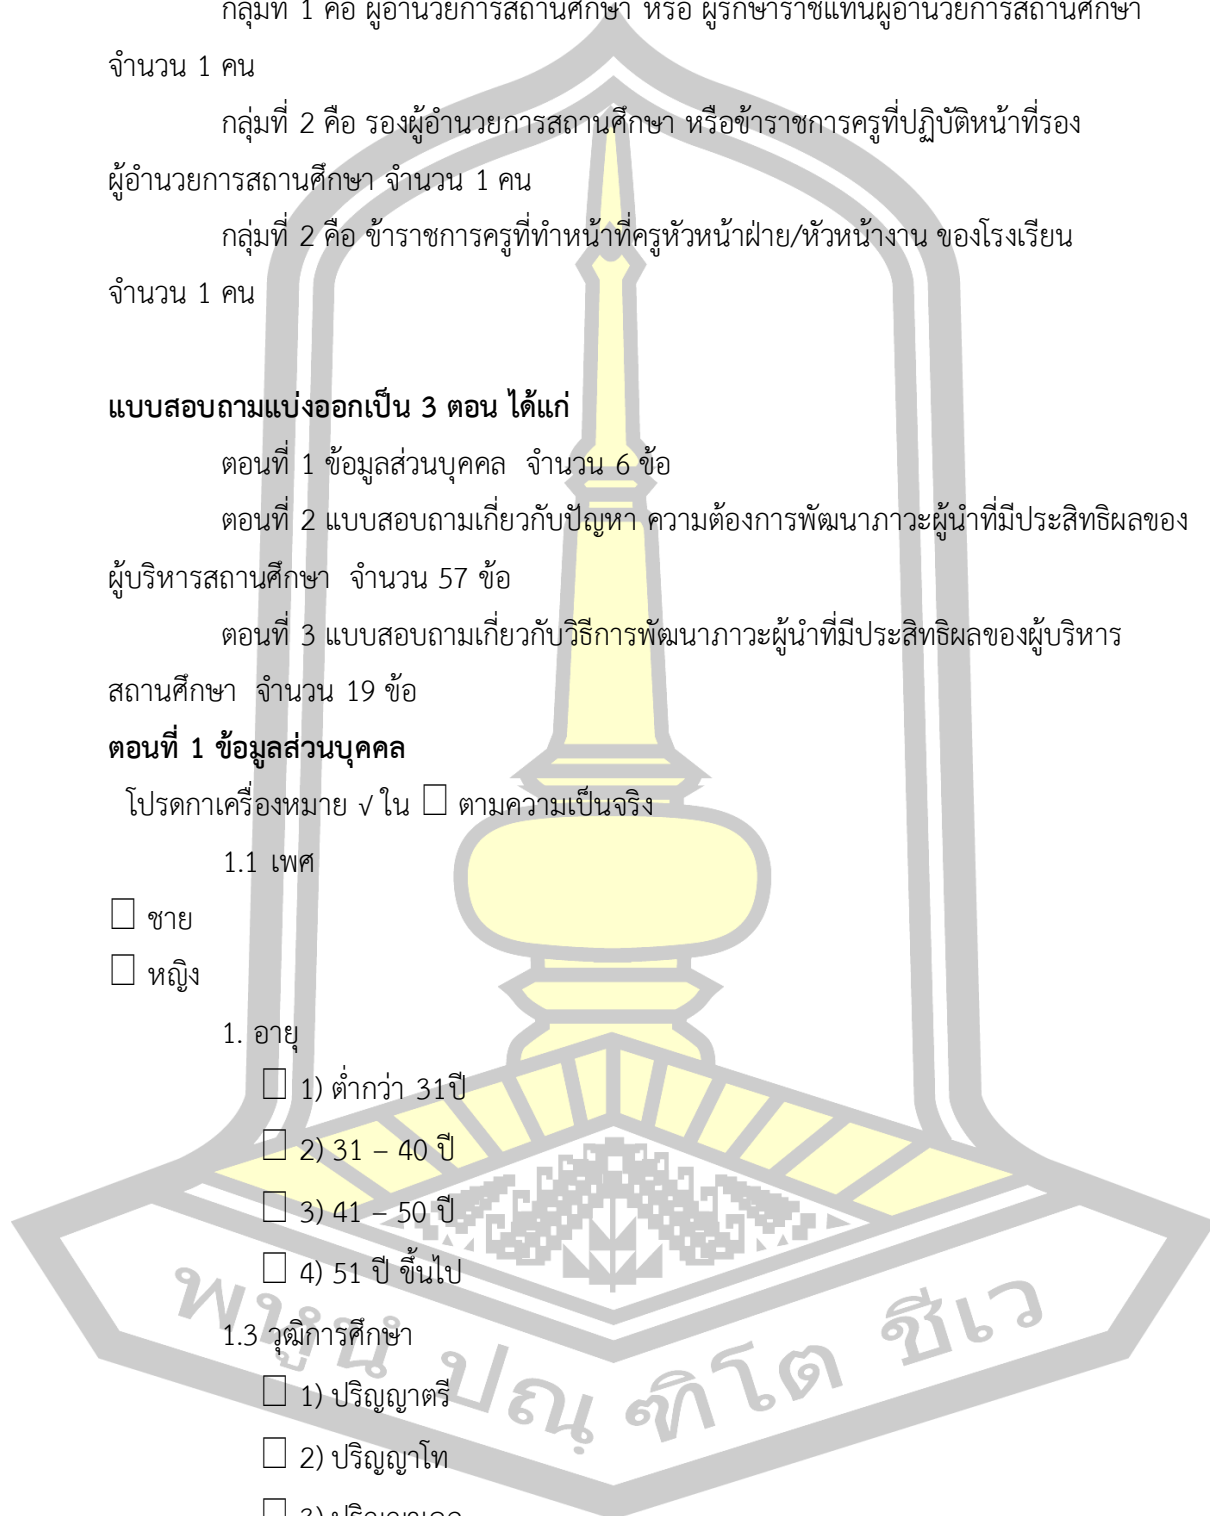 กลุ่มที่ 1 คือ ผู้อำนวยการสถานศึกษา หรือ ผู้รักษาราชแทนผู้อำนวยการสถานศึกษา
จำนวน 1 คน
กลุ่มที่ 2 คือ รองผู้อำนวยการสถานศึกษา หรือข้าราชการครูที่ปฏิบัติหน้าที่รอง
ผู้อำนวยการสถานศึกษา จำนวน 1 คน
กลุ่มที่ 2 คือ ข้าราชการครูที่ทำหน้าที่ครูหัวหน้าฝ่าย/หัวหน้างาน ของโรงเรียน
จำนวน 1 คน
แบบสอบถามแบ่งออกเป็น 3 ตอน ได้แก่
ตอนที่ 1 ข้อมูลส่วนบุคคล จำนวน 6 ข้อ
ตอนที่ 2 แบบสอบถามเกี่ยวกับปัญหา ความต้องการพัฒนาภาวะผู้นำที่มีประสิทธิผลของ
ผู้บริหารสถานศึกษา จำนวน 57 ข้อ
ตอนที่ 3 แบบสอบถามเกี่ยวกับวิธีการพัฒนาภาวะผู้นำที่มีประสิทธิผลของผู้บริหาร
สถานศึกษา จำนวน 19 ข้อ
ตอนที่ 1 ข้อมูลส่วนบุคคล
โปรดกาเครื่องหมาย √ ใน □ ตามความเป็นจริง
1.1 เพศ
□ ชาย
□ หญิง
1. อายุ
□ 1) ต่ำกว่า 31ปี
□ 2) 31 – 40 ปี
□ 3) 41 – 50 ปี
□ 4) 51 ปี ขึ้นไป
1.3 วุฒิการศึกษา
□ 1) ปริญญาตรี
□ 2) ปริญญาโท
□ 3) ปริญญาเอก
พหูนํ ปณฺฑิโต ชีเว